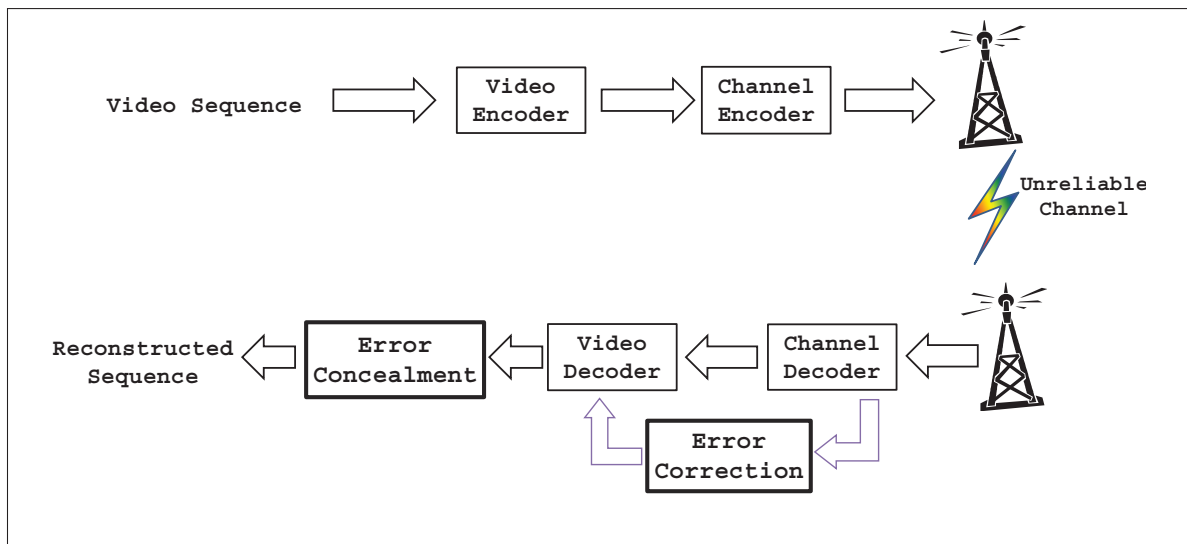 Video Sequence
Video
Encoder
Channel
Encoder
Unreliable
Channel
Reconstructed
Sequence
Error
Concealment
Video
Decoder
Channel
Decoder
Error
Correction